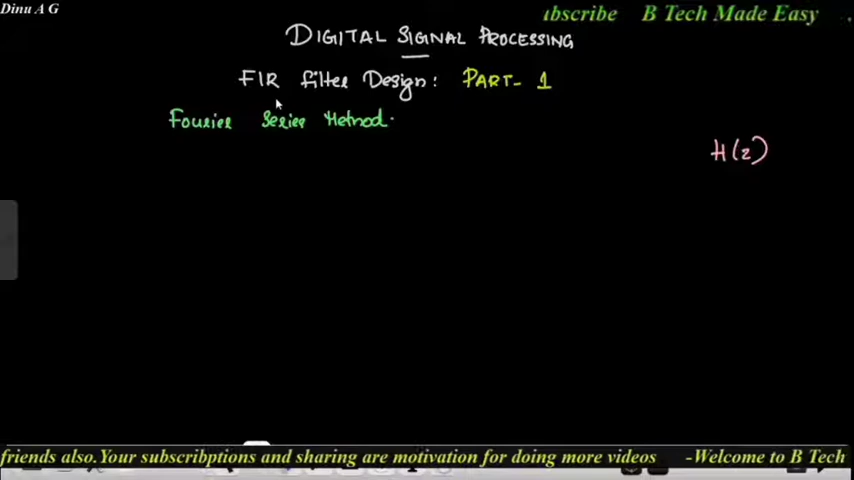 Dinu A G
ibscribe B Tech Made Easy
DIGITAL SIGNAL PROCESSING
FIR Filter Design: PART- 1
Fourier Series Method.
H(z)
friends also.Your subscribptions and sharing are motivation for doing more videos -Welcome to B Tech